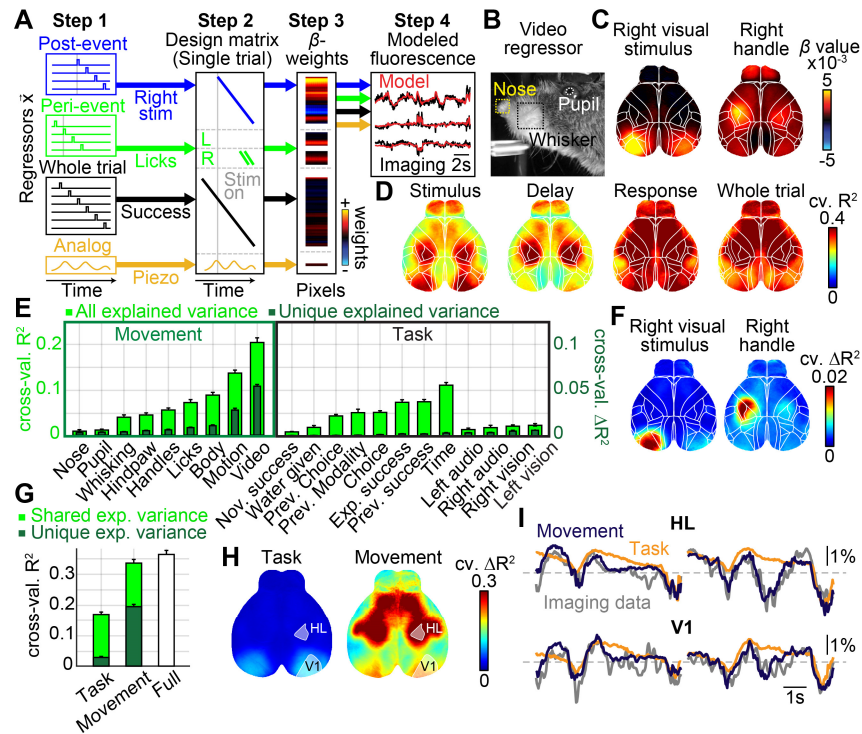 A
Step 1
Step 2
Step 3
Step 4
Post-event
Design matrix
(Single trial)
β-
weights
Modeled
fluorescence
Regressors x̄
Peri-event
Whole trial
Analog
Right
stim
Licks
Success
Piezo
L
R
Stim
on
+
-
weights
Model
Imaging 2s
Time
Time
Pixels
B
Video
regressor
Nose
Pupil
Whisker
C
Right visual
stimulus
Right
handle
β value
x10⁻³
5
-5
D
Stimulus
Delay
Response
Whole trial
cv. R²
0.4
0
E
All explained variance
Unique explained variance
Movement
Task
cross-val. R²
0.2
0.1
0
cross-val. ΔR²
0.1
0.05
0
Nose
Pupil
Whisking
Hindpaw
Handles
Licks
Body
Motion
Video
Nov. success
Water given
Prev. Choice
Prev. Modality
Choice
Exp. success
Prev. success
Time
Left audio
Right audio
Right vision
Left vision
F
Right visual
stimulus
Right
handle
cv. ΔR²
0.02
0
G
Shared exp. variance
Unique exp. variance
cross-val. R²
0.3
0.2
0.1
0
Task
Movement
Full
H
Task
Movement
HL
V1
HL
V1
cv. ΔR²
0.3
0
I
Movement
HL
Task
Imaging data
1%
V1
1%
1s